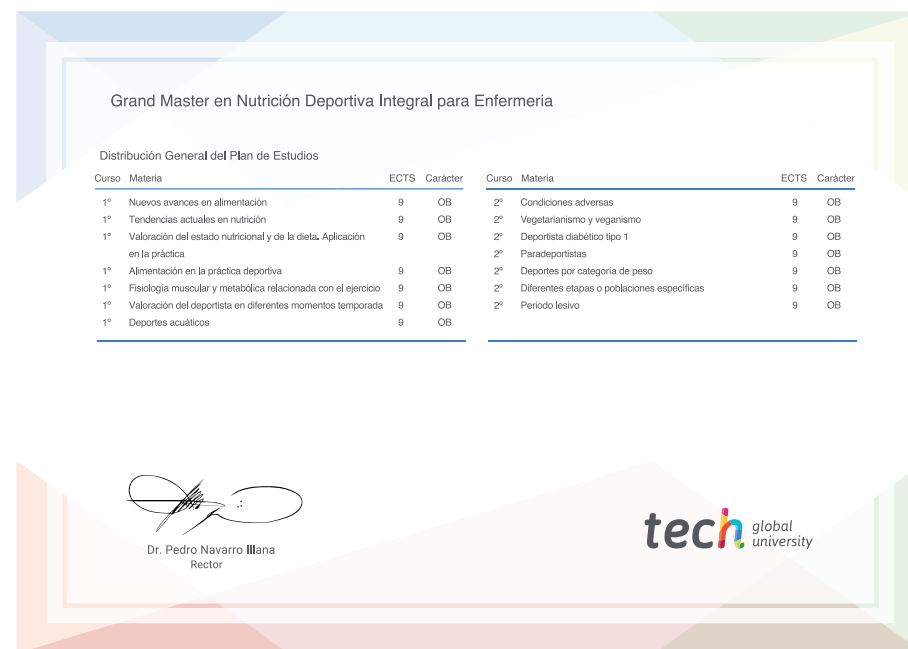 Grand Master en Nutrición Deportiva Integral para Enfermeria
Distribución General del Plan de Estudios
Curso Materia ECTS Carácter
1º Nuevos avances en alimentación 9 OB
1º Tendencias actuales en nutrición 9 OB
1º Valoración del estado nutricional y de la dieta. Aplicación 9 OB
en la práctica
1º Alimentación en la práctica deportiva 9 OB
1º Fisiología muscular y metabólica relacionada con el ejercicio 9 OB
1º Valoración del deportista en diferentes momentos temporada 9 OB
1º Deportes acuáticos 9 OB
Curso Materia ECTS Carácter
2º Condiciones adversas 9 OB
2º Vegetarianismo y veganismo 9 OB
2º Deportista diabético tipo 1 9 OB
2º Paradeportistas 9 OB
2º Deportes por categoría de peso 9 OB
2º Diferentes etapas o poblaciones específicas 9 OB
2º Periodo lesivo 9 OB
Dr. Pedro Navarro Illana
Rector
tech global
university